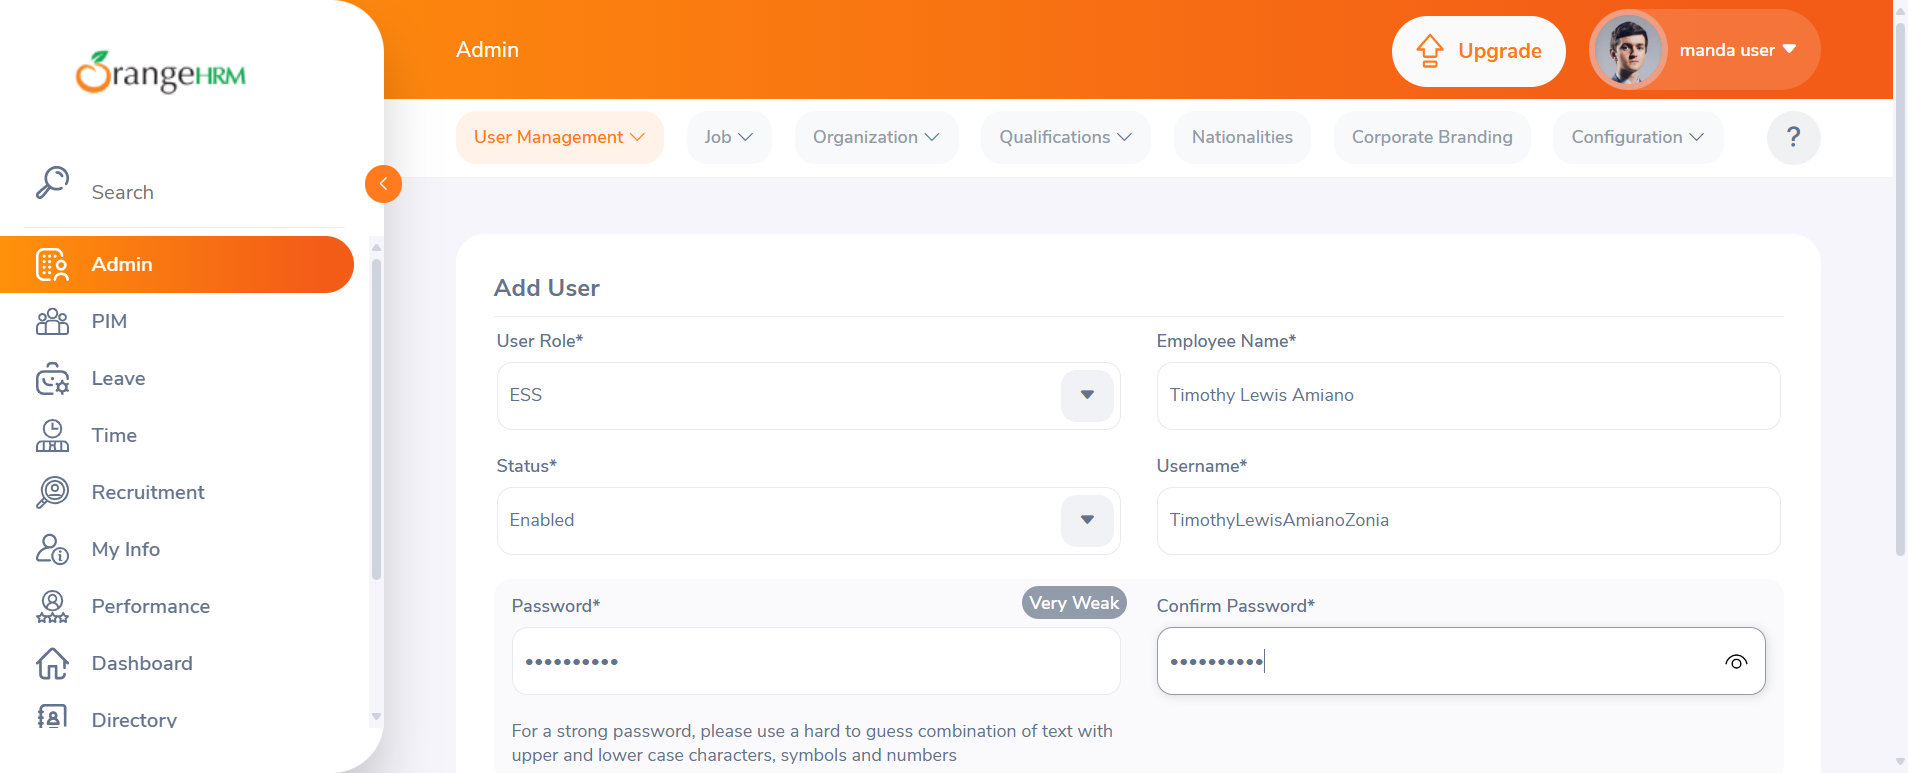 OrangeHRM
Search
Admin
PIM
Leave
Time
Recruitment
My Info
Performance
Dashboard
Directory
Admin
Upgrade
manda user
User Management
Job
Organization
Qualifications
Nationalities
Corporate Branding
Configuration
?
Add User
User Role*
ESS
Employee Name*
Timothy Lewis Amiano
Status*
Enabled
Username*
TimothyLewisAmianoZonia
Password*
Very Weak
••••••••••
Confirm Password*
••••••••••
For a strong password, please use a hard to guess combination of text with
upper and lower case characters, symbols and numbers